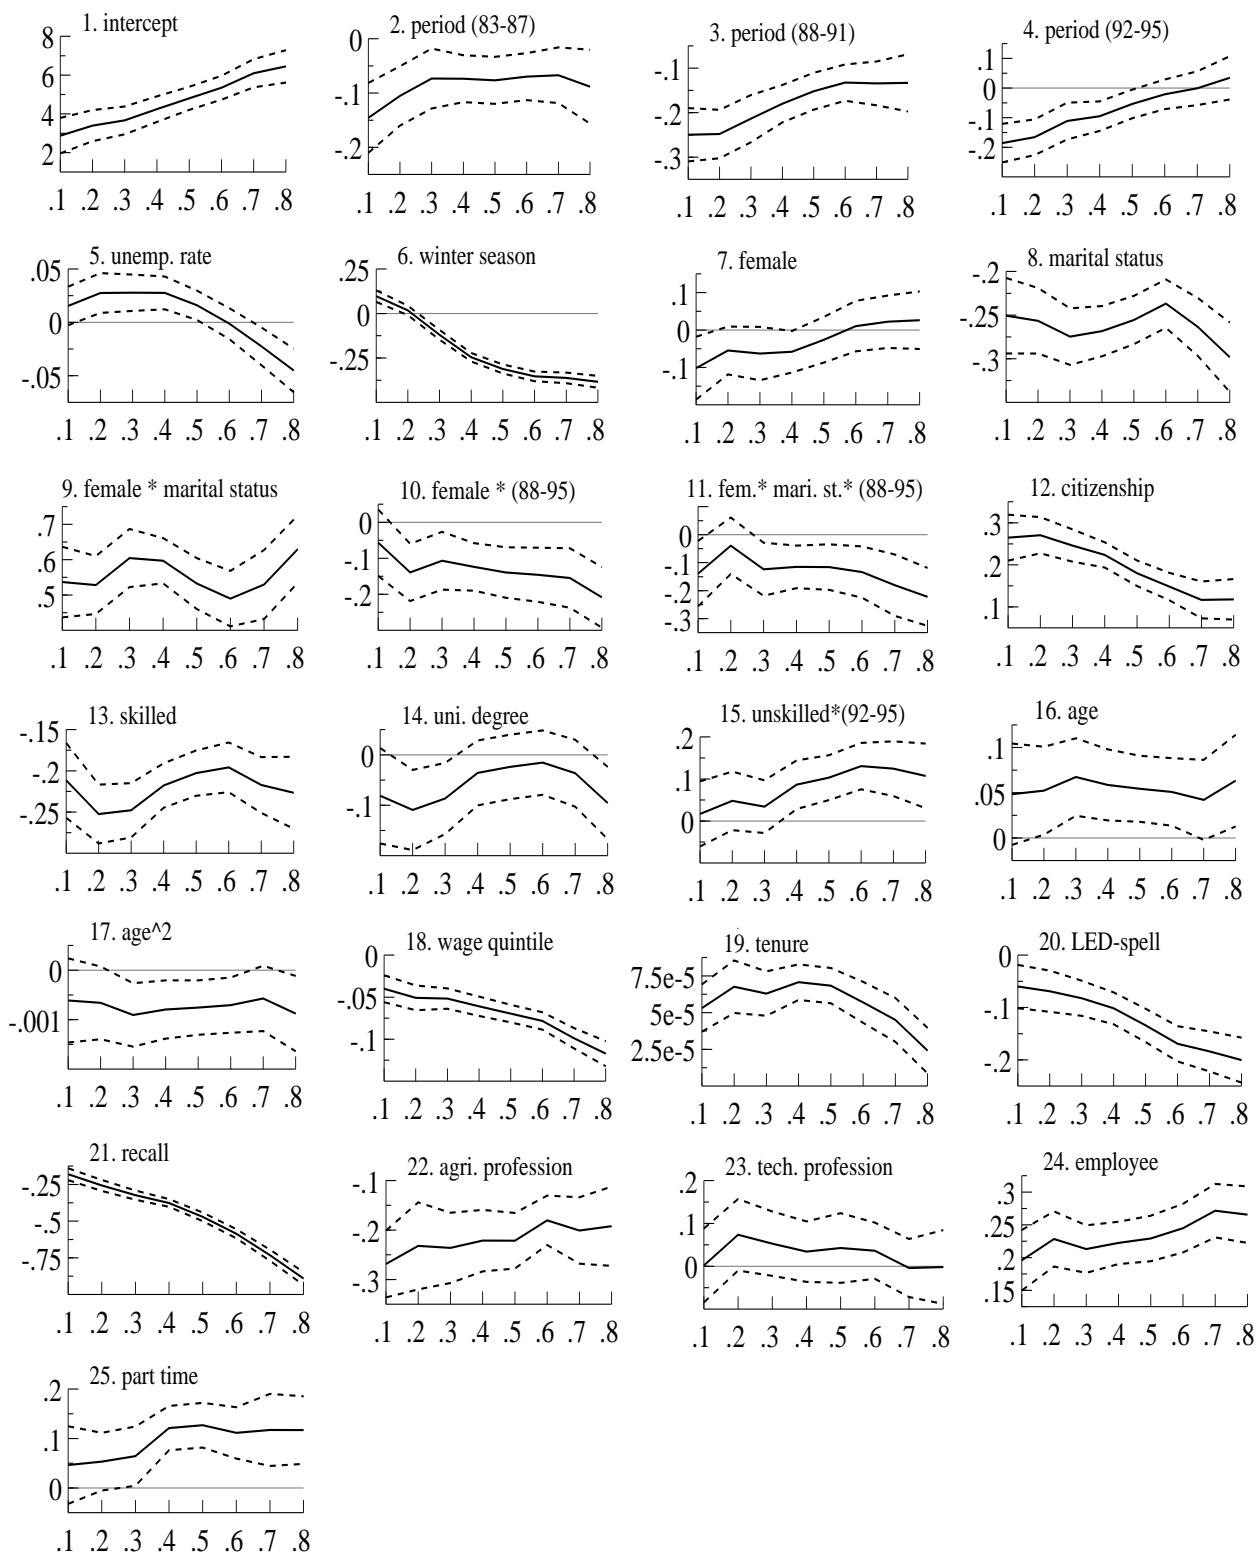 1. intercept
8
6
4
2
.1 .2 .3 .4 .5 .6 .7 .8
2. period (83-87)
0
-.1
-.2
.1 .2 .3 .4 .5 .6 .7 .8
3. period (88-91)
-.1
-.2
-.3
.1 .2 .3 .4 .5 .6 .7 .8
4. period (92-95)
.1
0
-.1
-.2
.1 .2 .3 .4 .5 .6 .7 .8
5. unemp. rate
.05
0
-.05
.1 .2 .3 .4 .5 .6 .7 .8
6. winter season
.25
0
-.25
.1 .2 .3 .4 .5 .6 .7 .8
7. female
.1
0
-.1
.1 .2 .3 .4 .5 .6 .7 .8
8. marital status
-.2
-.25
-.3
.1 .2 .3 .4 .5 .6 .7 .8
9. female * marital status
.7
.6
.5
.1 .2 .3 .4 .5 .6 .7 .8
10. female * (88-95)
0
-.1
-.2
.1 .2 .3 .4 .5 .6 .7 .8
11. fem.* mari. st.* (88-95)
0
-.1
-.2
-.3
.1 .2 .3 .4 .5 .6 .7 .8
12. citizenship
.3
.2
.1
.1 .2 .3 .4 .5 .6 .7 .8
13. skilled
-.15
-.2
-.25
.1 .2 .3 .4 .5 .6 .7 .8
14. uni. degree
0
-.1
.1 .2 .3 .4 .5 .6 .7 .8
15. unskilled*(92-95)
.2
.1
0
.1 .2 .3 .4 .5 .6 .7 .8
16. age
.1
.05
0
.1 .2 .3 .4 .5 .6 .7 .8
17. age^2
0
-.001
.1 .2 .3 .4 .5 .6 .7 .8
18. wage quintile
0
-.05
-.1
.1 .2 .3 .4 .5 .6 .7 .8
19. tenure
7.5e-5
5e-5
2.5e-5
.1 .2 .3 .4 .5 .6 .7 .8
20. LED-spell
0
-.1
-.2
.1 .2 .3 .4 .5 .6 .7 .8
21. recall
-.25
-.5
-.75
.1 .2 .3 .4 .5 .6 .7 .8
22. agri. profession
-.1
-.2
-.3
.1 .2 .3 .4 .5 .6 .7 .8
23. tech. profession
.2
.1
0
.1 .2 .3 .4 .5 .6 .7 .8
24. employee
.3
.25
.2
.15
.1 .2 .3 .4 .5 .6 .7 .8
25. part time
.2
.1
0
.1 .2 .3 .4 .5 .6 .7 .8